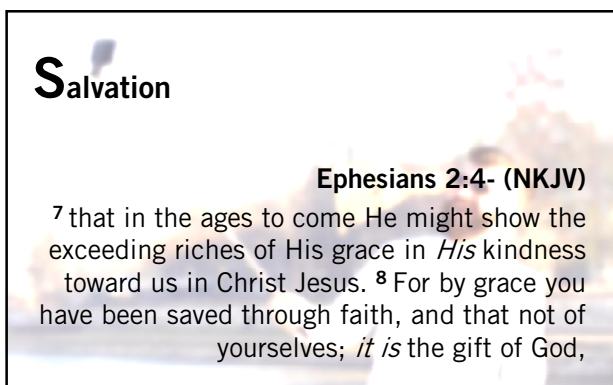 Salvation
Ephesians 2:4- (NKJV)
⁷ that in the ages to come He might show the
exceeding riches of His grace in His kindness
toward us in Christ Jesus. ⁸ For by grace you
have been saved through faith, and that not of
yourselves; it is the gift of God,